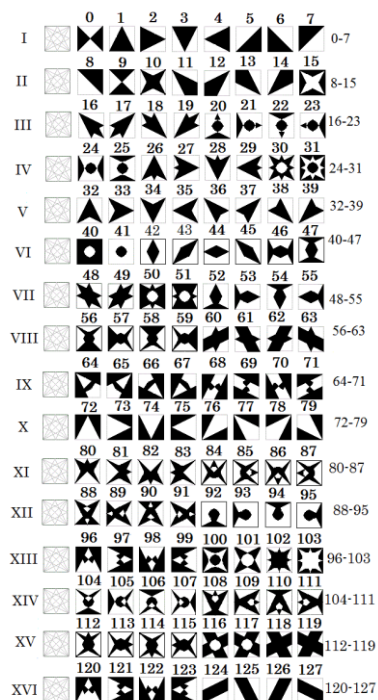 0 1 2 3 4 5 6 7
I 0-7
8 9 10 11 12 13 14 15
II 8-15
16 17 18 19 20 21 22 23
III 16-23
24 25 26 27 28 29 30 31
IV 24-31
32 33 34 35 36 37 38 39
V 32-39
40 41 42 43 44 45 46 47
VI 40-47
48 49 50 51 52 53 54 55
VII 48-55
56 57 58 59 60 61 62 63
VIII 56-63
64 65 66 67 68 69 70 71
IX 64-71
72 73 74 75 76 77 78 79
X 72-79
80 81 82 83 84 85 86 87
XI 80-87
88 89 90 91 92 93 94 95
XII 88-95
96 97 98 99 100 101 102 103
XIII 96-103
104 105 106 107 108 109 110 111
XIV 104-111
112 113 114 115 116 117 118 119
XV 112-119
120 121 122 123 124 125 126 127
XVI 120-127